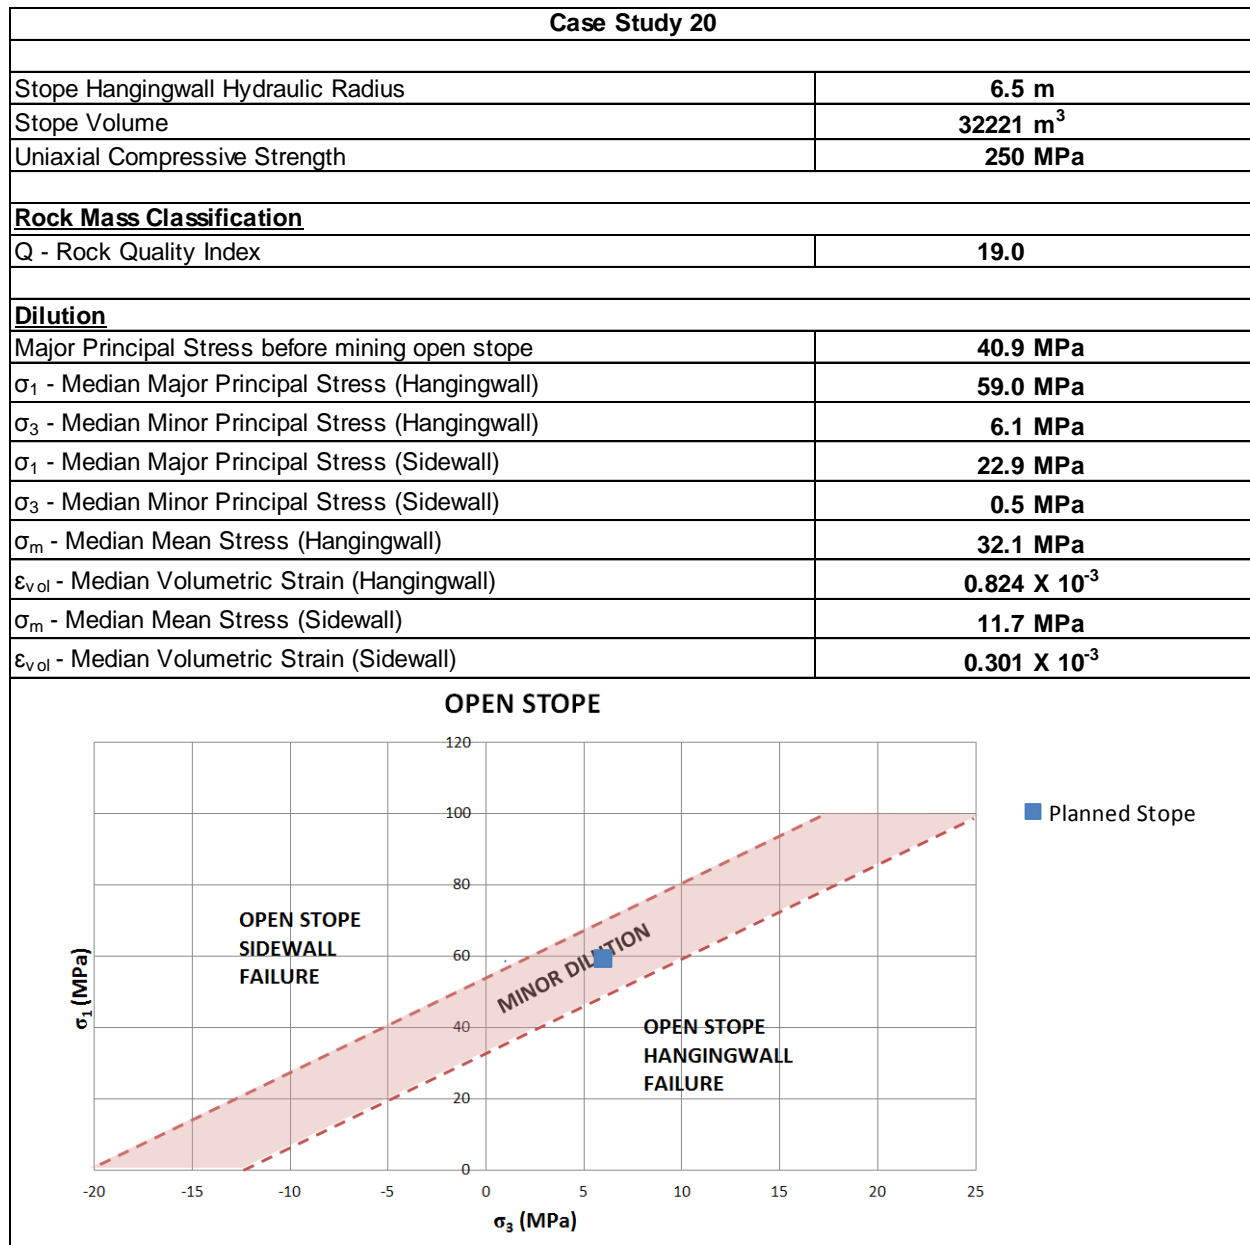 Case Study 20
Stope Hangingwall Hydraulic Radius 6.5 m
Stope Volume 32221 m³
Uniaxial Compressive Strength 250 MPa
Rock Mass Classification
Q - Rock Quality Index 19.0
Dilution
Major Principal Stress before mining open stope 40.9 MPa
σ₁ - Median Major Principal Stress (Hangingwall) 59.0 MPa
σ₃ - Median Minor Principal Stress (Hangingwall) 6.1 MPa
σ₁ - Median Major Principal Stress (Sidewall) 22.9 MPa
σ₃ - Median Minor Principal Stress (Sidewall) 0.5 MPa
σₘ - Median Mean Stress (Hangingwall) 32.1 MPa
εᵥₒₗ - Median Volumetric Strain (Hangingwall) 0.824 X 10⁻³
σₘ - Median Mean Stress (Sidewall) 11.7 MPa
εᵥₒₗ - Median Volumetric Strain (Sidewall) 0.301 X 10⁻³
OPEN STOPE
120
100
80
60
40
20
0
σ₁ (MPa)
OPEN STOPE
SIDEWALL
FAILURE
MINOR DILUTION
OPEN STOPE
HANGINGWALL
FAILURE
Planned Stope
-20 -15 -10 -5 0 5 10 15 20 25
σ₃ (MPa)